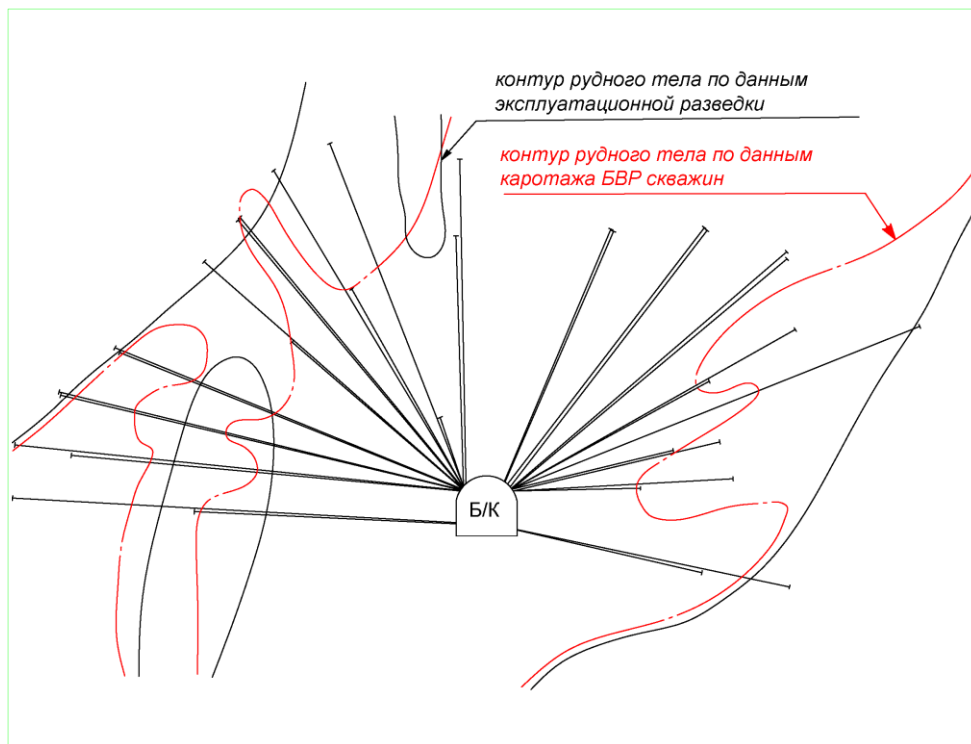 контур рудного тела по данным
эксплуатационной разведки
контур рудного тела по данным
каротажа БВР скважин
Б/К